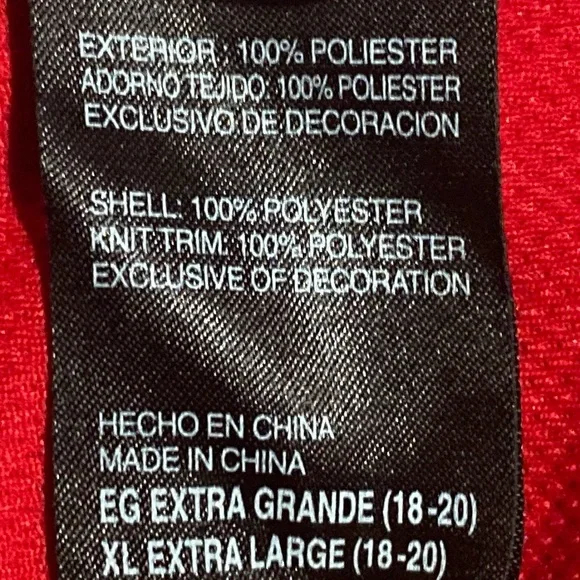 EXTERIOR: 100% POLIESTER
ADORNO TEJIDO: 100% POLIESTER
EXCLUSIVO DE DECORACION
SHELL: 100% POLYESTER
KNIT TRIM: 100% POLYESTER
EXCLUSIVE OF DECORATION
HECHO EN CHINA
MADE IN CHINA
EG EXTRA GRANDE (18-20)
XL EXTRA LARGE (18-20)